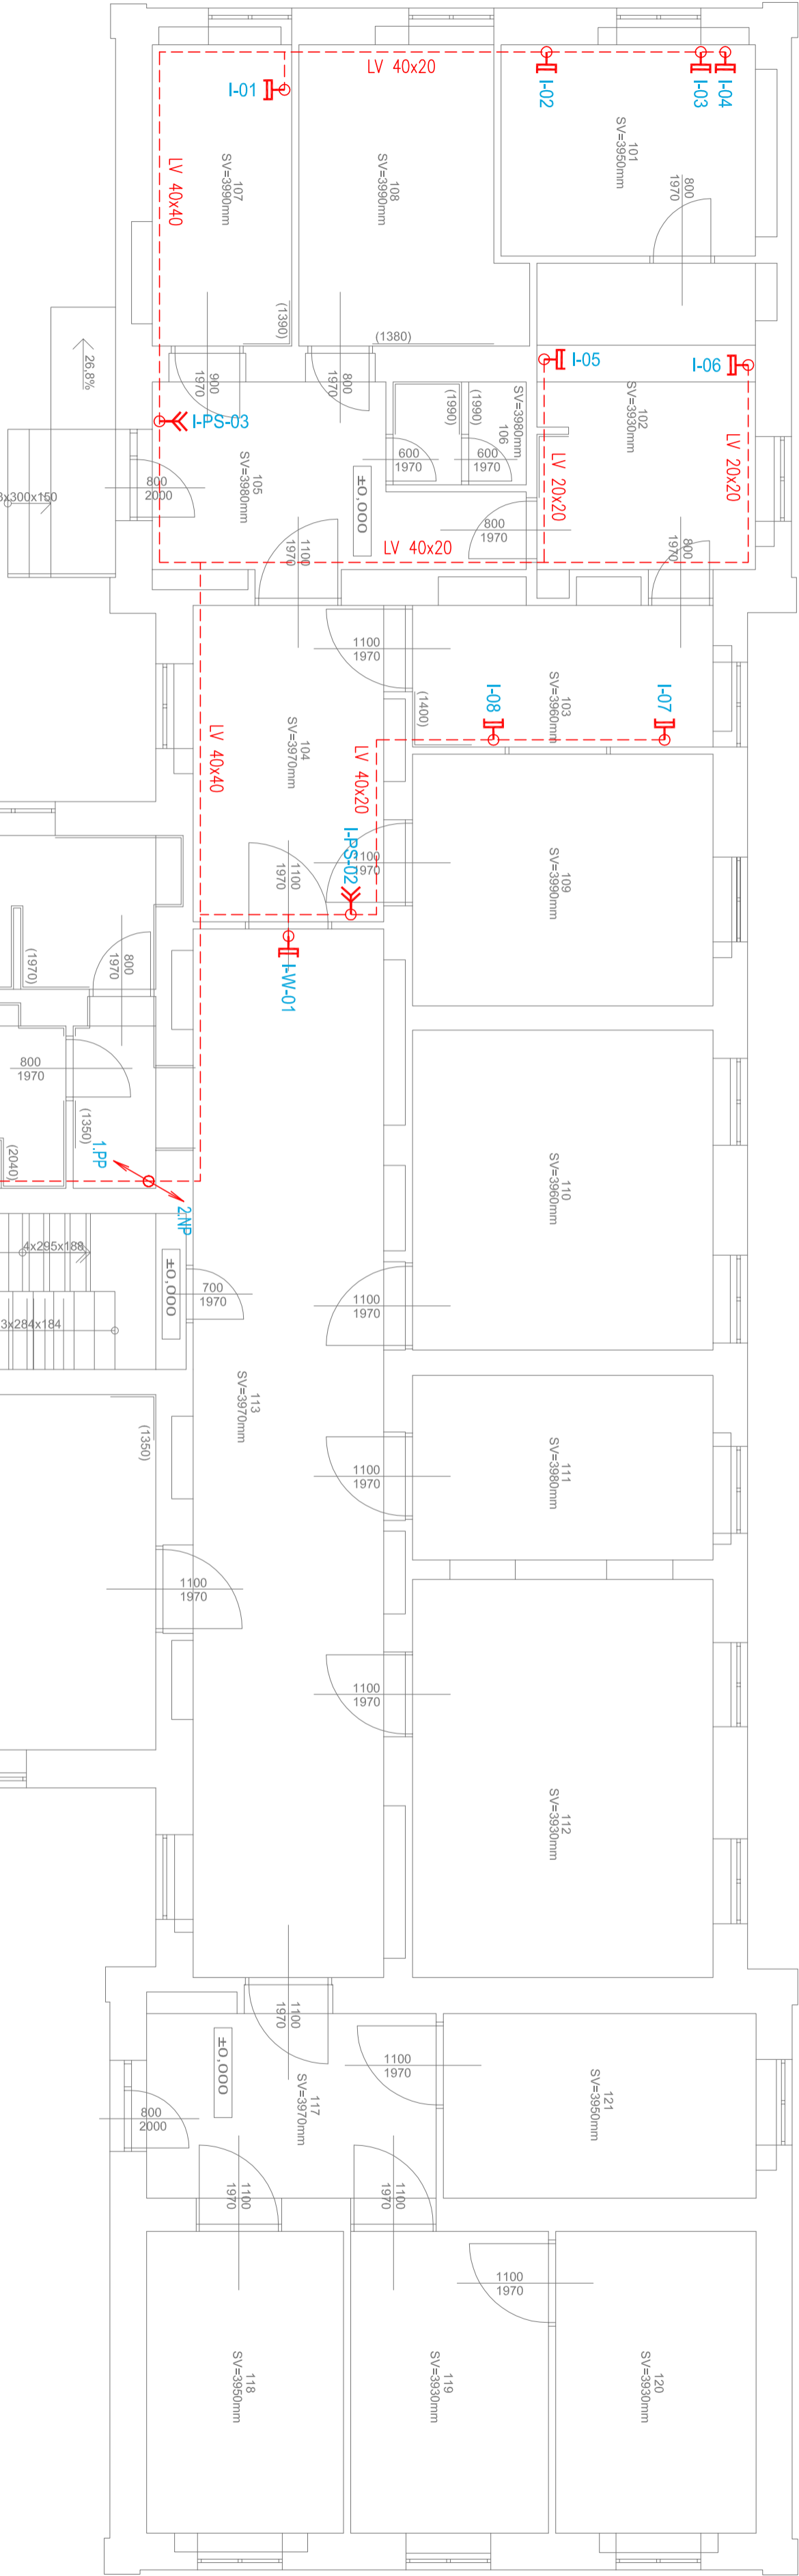 LV 40x20
I-01
I-02
I-03
I-04
101
SV=3950mm
800
1970
107
SV=3990mm
108
SV=3990mm
LV 40x40
(1390)
(1380)
26.8%
900
1970
800
1970
I-05
I-06
I-PS-03
(1990)
(1990)
106
SV=3980mm
102
SV=3930mm
600
1970
600
1970
LV 20x20
LV 20x20
105
SV=3980mm
800
2000
±0,000
3x300x150
LV 40x20
1100
1970
800
1970
800
1970
1100
1970
(1400)
I-08
I-07
103
SV=3960mm
104
SV=3970mm
LV 40x40
LV 40x20
I-PS-02
1100
1970
1100
1970
109
SV=3990mm
I-W-01
(1970)
800
1970
800
1970
(1350)
(2040)
1.PP
2.NP
110
SV=3960mm
4x295x188
±0,000
3x284x184
700
1970
1100
1970
113
SV=3970mm
(1350)
1100
1970
111
SV=3980mm
1100
1970
1100
1970
112
SV=3930mm
1100
1970
±0,000
117
SV=3970mm
1100
1970
121
SV=3950mm
800
2000
1100
1970
1100
1970
1100
1970
118
SV=3950mm
119
SV=3930mm
120
SV=3930mm